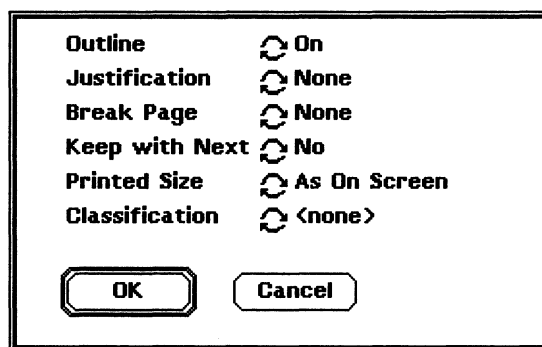 Outline On
Justification None
Break Page None
Keep with Next No
Printed Size As On Screen
Classification <none>
OK Cancel